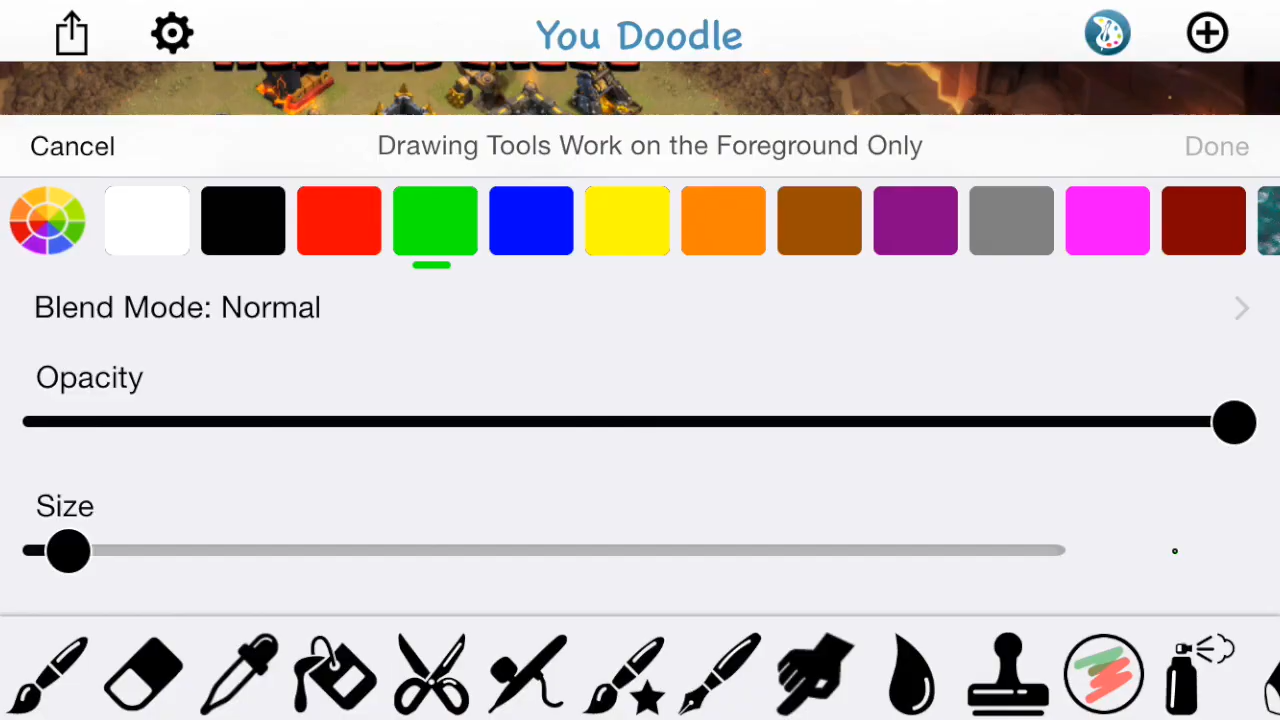 You Doodle
Cancel
Drawing Tools Work on the Foreground Only
Done
Blend Mode: Normal
Opacity
Size